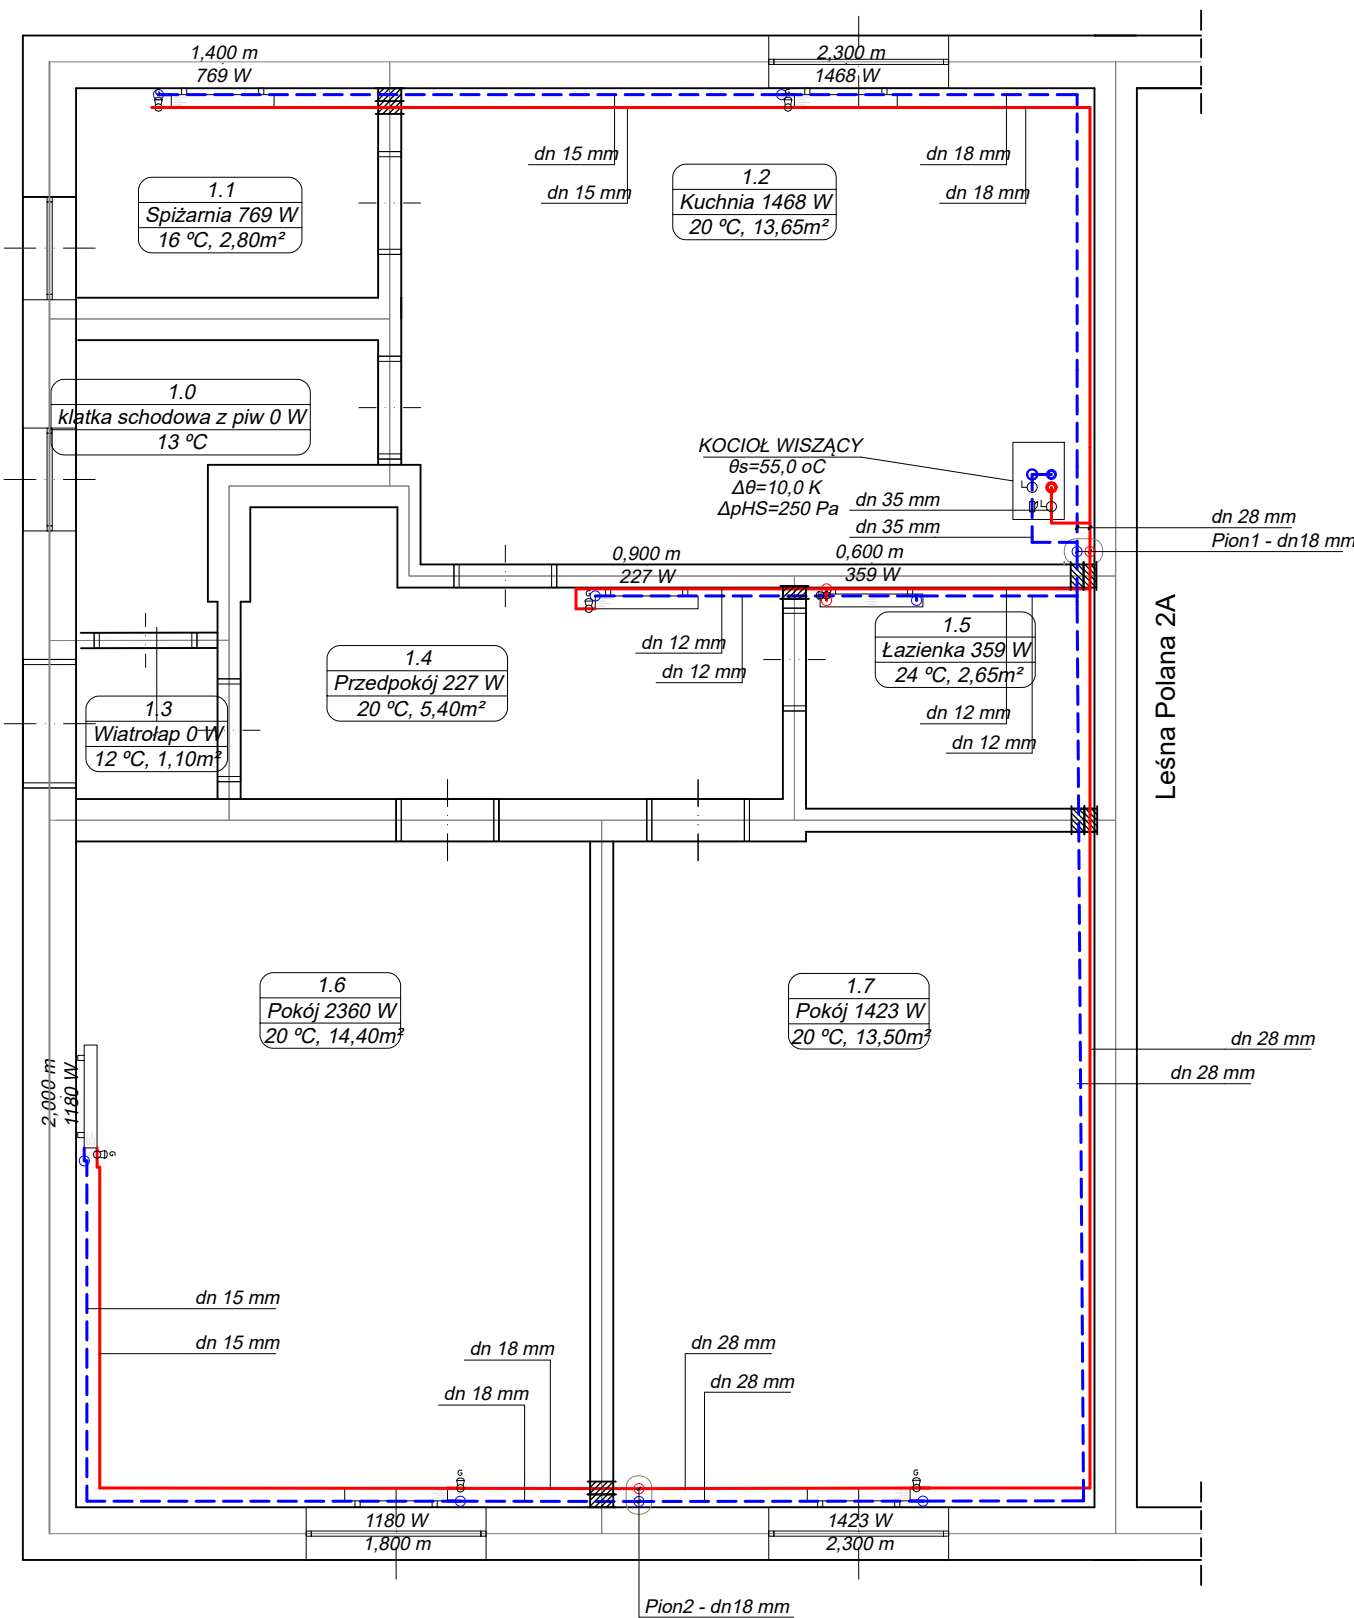 1,400 m
769 W
2,300 m
1468 W
dn 15 mm
dn 15 mm
dn 18 mm
dn 18 mm
1.1
Spiżarnia 769 W
16 ºC, 2,80m²
1.2
Kuchnia 1468 W
20 ºC, 13,65m²
1.0
klatka schodowa z piw 0 W
13 ºC
KOCIOŁ WISZĄCY
θs=55,0 oC
Δθ=10,0 K
ΔpHS=250 Pa
dn 35 mm
dn 35 mm
L
L
dn 28 mm
Pion1 - dn18 mm
0,900 m
227 W
0,600 m
359 W
dn 12 mm
dn 12 mm
1.5
Łazienka 359 W
24 ºC, 2,65m²
1.4
Przedpokój 227 W
20 ºC, 5,40m²
1.3
Wiatrołap 0 W
12 ºC, 1,10m²
dn 12 mm
dn 12 mm
Leśna Polana 2A
1.6
Pokój 2360 W
20 ºC, 14,40m²
1.7
Pokój 1423 W
20 ºC, 13,50m²
2,000 m
1180 W
G
dn 28 mm
dn 28 mm
dn 15 mm
dn 15 mm
dn 18 mm
dn 18 mm
dn 28 mm
dn 28 mm
G
G
1180 W
1,800 m
1423 W
2,300 m
Pion2 - dn18 mm